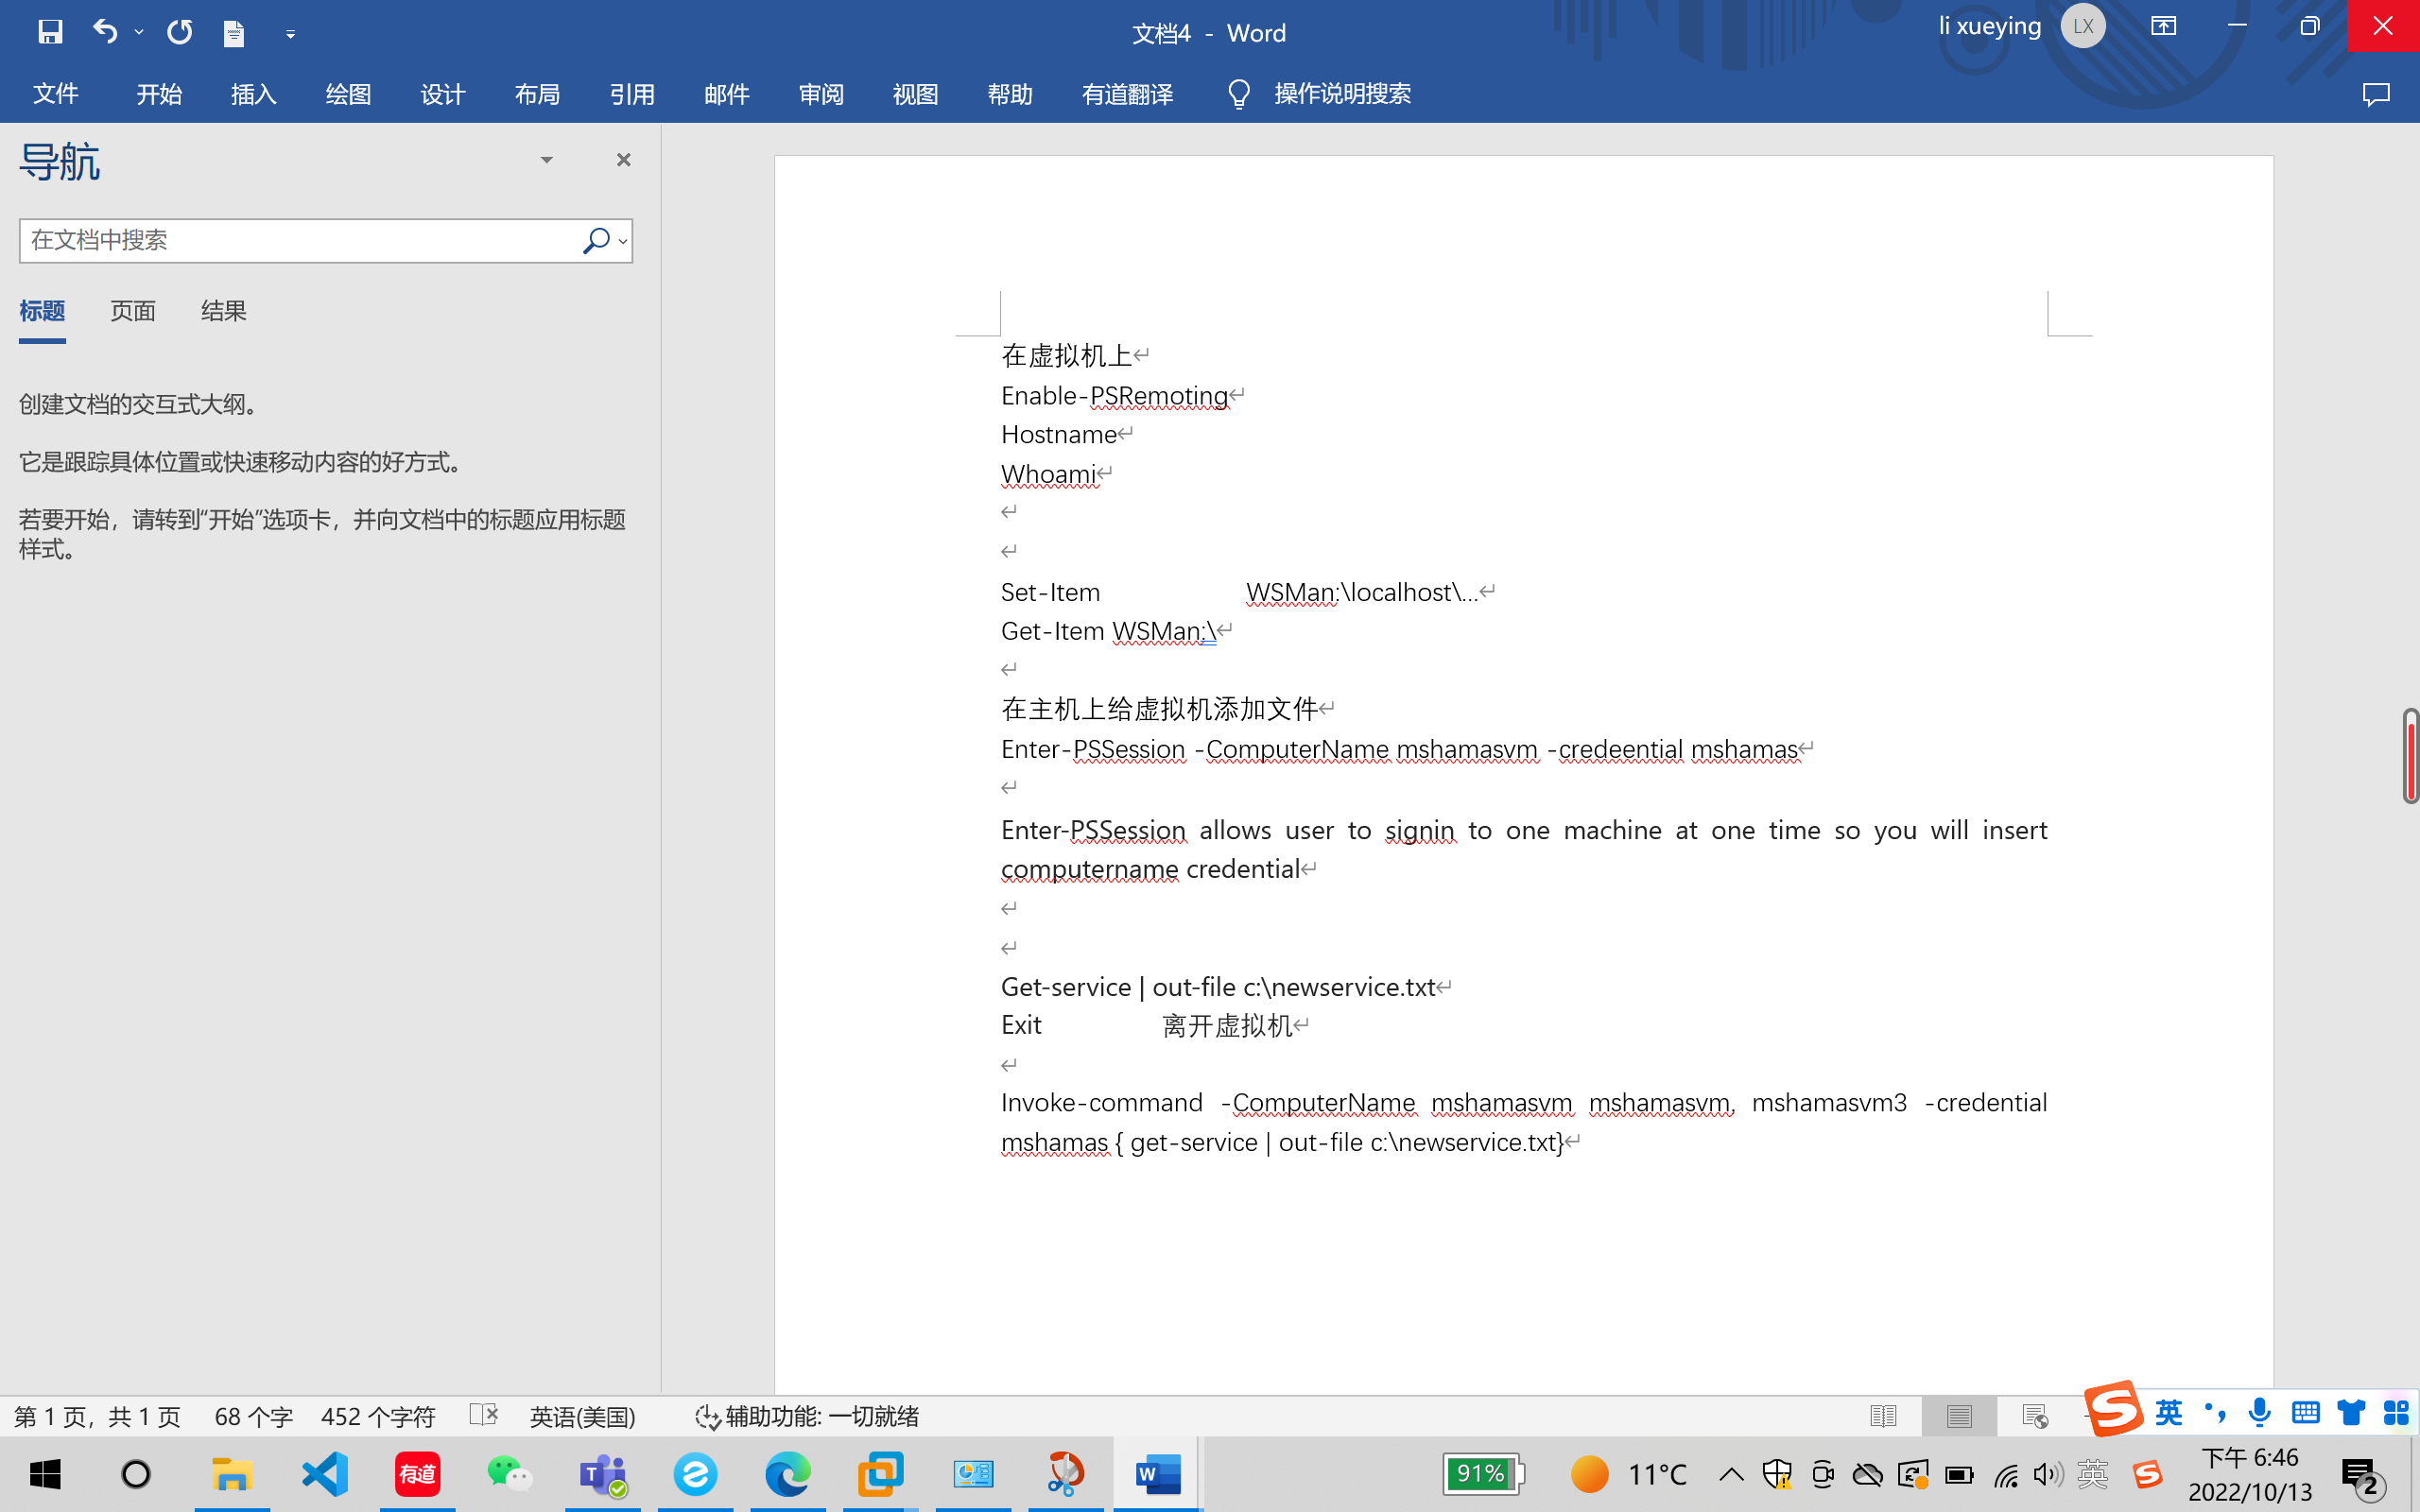 文档4 - Word
li xueying
LX
文件 开始 插入 绘图 设计 布局 引用 邮件 审阅 视图 帮助 有道翻译 操作说明搜索
导航
在文档中搜索
标题 页面 结果
创建文档的交互式大纲。
它是跟踪具体位置或快速移动内容的好方式。
若要开始，请转到“开始”选项卡，并向文档中的标题应用标题
样式。
在虚拟机上
Enable-PSRemoting
Hostname
Whoami
Set-Item WSMan:\localhost\...
Get-Item WSMan:\
在主机上给虚拟机添加文件
Enter-PSSession -ComputerName mshamasvm -credeential mshamas
Enter-PSSession allows user to signin to one machine at one time so you will insert
computername credential
Get-service | out-file c:\newservice.txt
Exit 离开虚拟机
Invoke-command -ComputerName mshamasvm mshamasvm, mshamasvm3 -credential
mshamas { get-service | out-file c:\newservice.txt}
第 1 页，共 1 页 68 个字 452 个字符 英语(美国) 辅助功能: 一切就绪
S 英
有道
T
W
91%
11°C
英
S
下午 6:46
2022/10/13
2